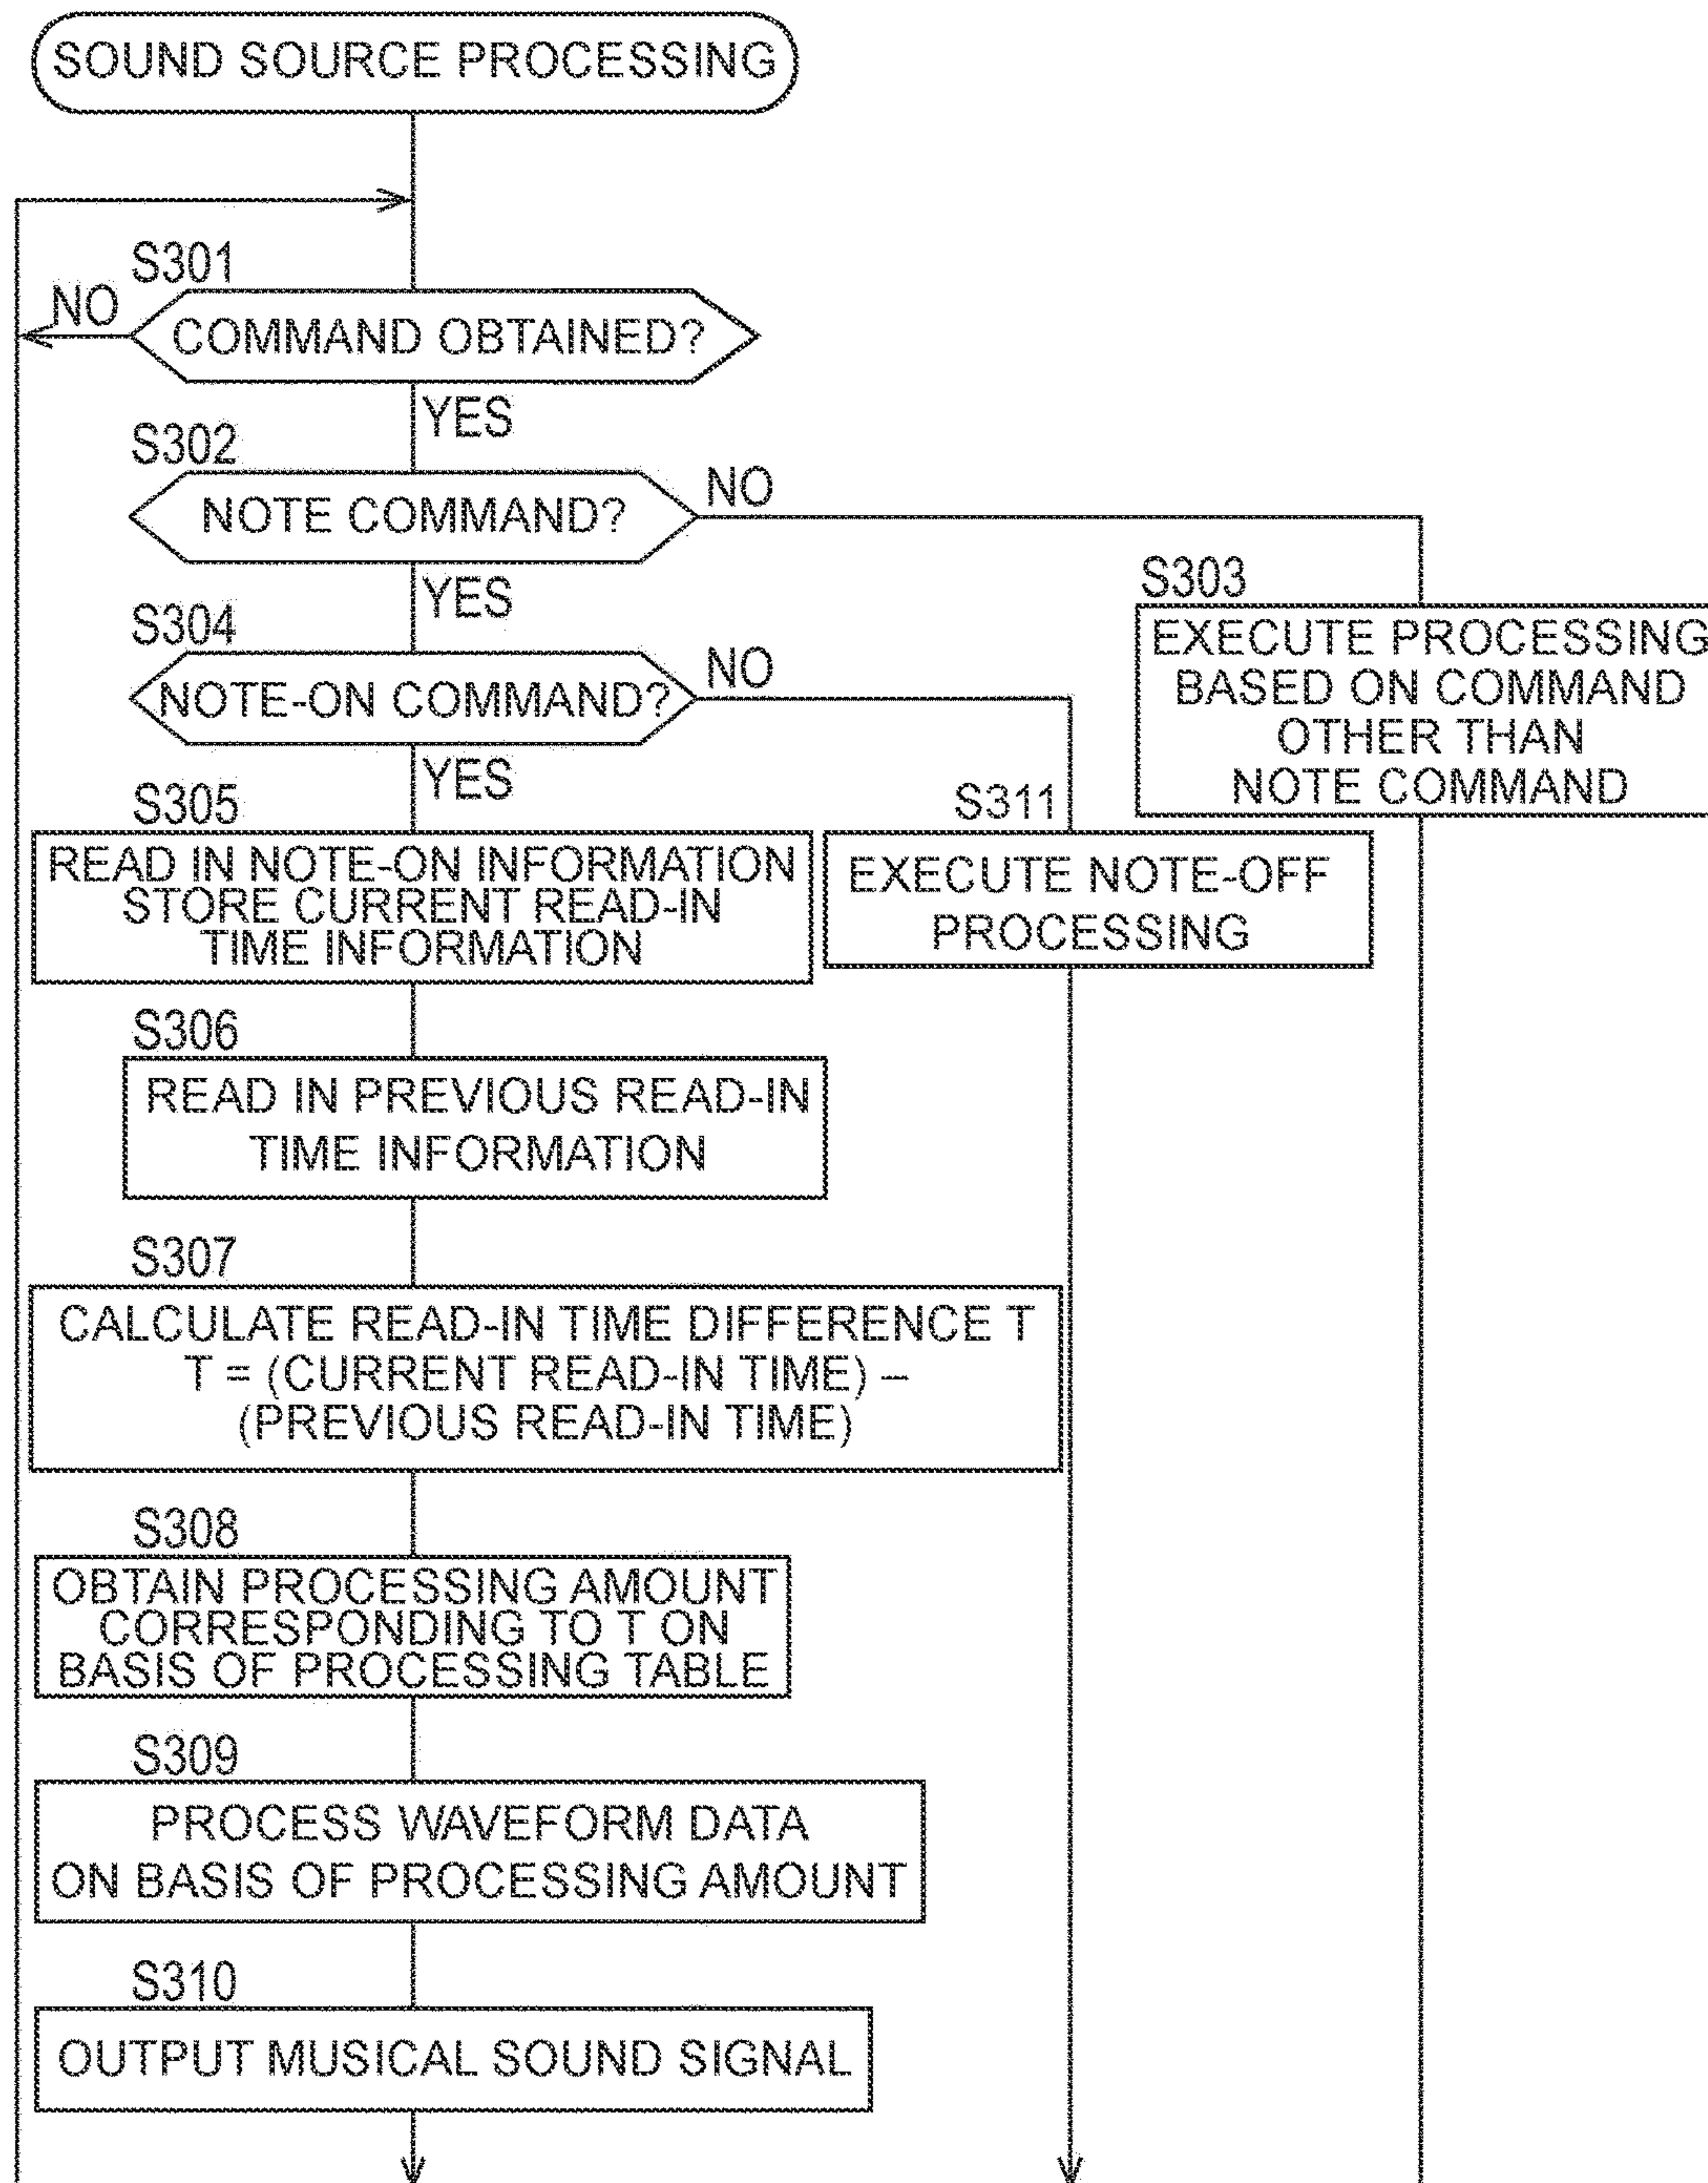 SOUND SOURCE PROCESSING
S301
NO
COMMAND OBTAINED?
YES
S302
NO
NOTE COMMAND?
YES
S303
EXECUTE PROCESSING
BASED ON COMMAND
OTHER THAN
NOTE COMMAND
S304
NO
NOTE-ON COMMAND?
YES
S305
READ IN NOTE-ON INFORMATION
STORE CURRENT READ-IN
TIME INFORMATION
S311
EXECUTE NOTE-OFF
PROCESSING
S306
READ IN PREVIOUS READ-IN
TIME INFORMATION
S307
CALCULATE READ-IN TIME DIFFERENCE T
T = (CURRENT READ-IN TIME) –
(PREVIOUS READ-IN TIME)
S308
OBTAIN PROCESSING AMOUNT
CORRESPONDING TO T ON
BASIS OF PROCESSING TABLE
S309
PROCESS WAVEFORM DATA
ON BASIS OF PROCESSING AMOUNT
S310
OUTPUT MUSICAL SOUND SIGNAL